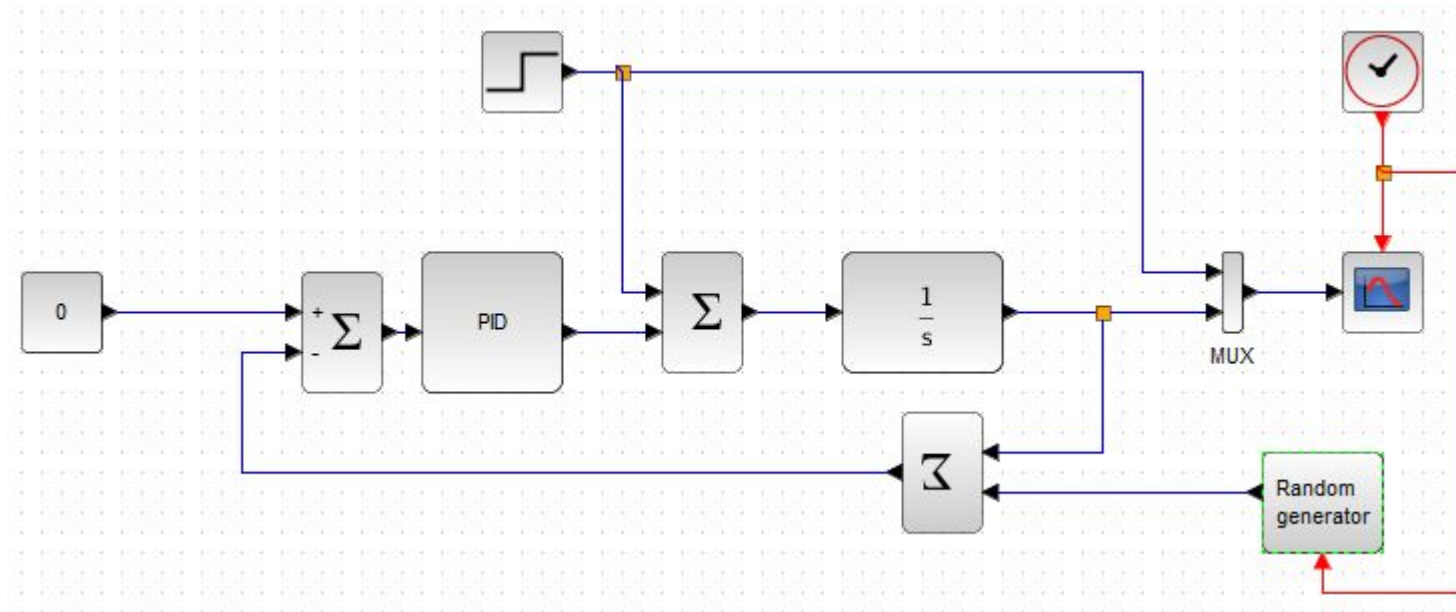 0
+
-
Σ
PID
Σ
1
s
MUX
Σ
Random
generator